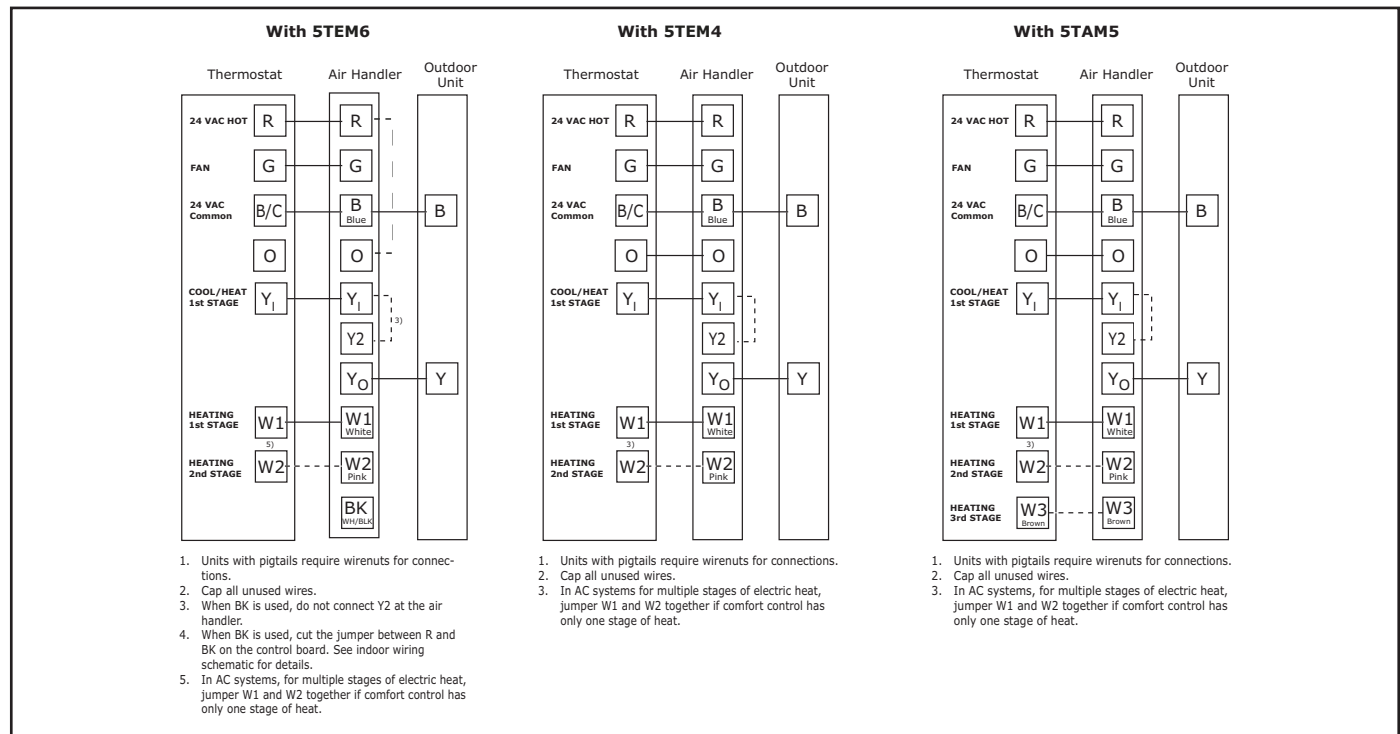 With 5TEM6
Thermostat
Air Handler
Outdoor
Unit
24 VAC HOT
R
R
FAN
G
G
24 VAC
Common
B/C
B
Blue
B
O
O
COOL/HEAT
1st STAGE
YI
YI
3)
Y2
YO
Y
HEATING
1st STAGE
W1
W1
White
5)
HEATING
2nd STAGE
W2
W2
Pink
BK
WH/BLK
1. Units with pigtails require wirenuts for connec-
tions.
2. Cap all unused wires.
3. When BK is used, do not connect Y2 at the air
handler.
4. When BK is used, cut the jumper between R and
BK on the control board. See indoor wiring
schematic for details.
5. In AC systems, for multiple stages of electric heat,
jumper W1 and W2 together if comfort control has
only one stage of heat.
With 5TEM4
Thermostat
Air Handler
Outdoor
Unit
24 VAC HOT
R
R
FAN
G
G
24 VAC
Common
B/C
B
Blue
B
O
O
COOL/HEAT
1st STAGE
YI
YI
Y2
YO
Y
HEATING
1st STAGE
W1
W1
White
3)
HEATING
2nd STAGE
W2
W2
Pink
1. Units with pigtails require wirenuts for connections.
2. Cap all unused wires.
3. In AC systems for multiple stages of electric heat,
jumper W1 and W2 together if comfort control has
only one stage of heat.
With 5TAM5
Thermostat
Air Handler
Outdoor
Unit
24 VAC HOT
R
R
FAN
G
G
24 VAC
Common
B/C
B
Blue
B
O
O
COOL/HEAT
1st STAGE
YI
YI
Y2
YO
Y
HEATING
1st STAGE
W1
W1
White
3)
HEATING
2nd STAGE
W2
W2
Pink
HEATING
3rd STAGE
W3
Brown
W3
Brown
1. Units with pigtails require wirenuts for connections.
2. Cap all unused wires.
3. In AC systems, for multiple stages of electric heat,
jumper W1 and W2 together if comfort control has
only one stage of heat.